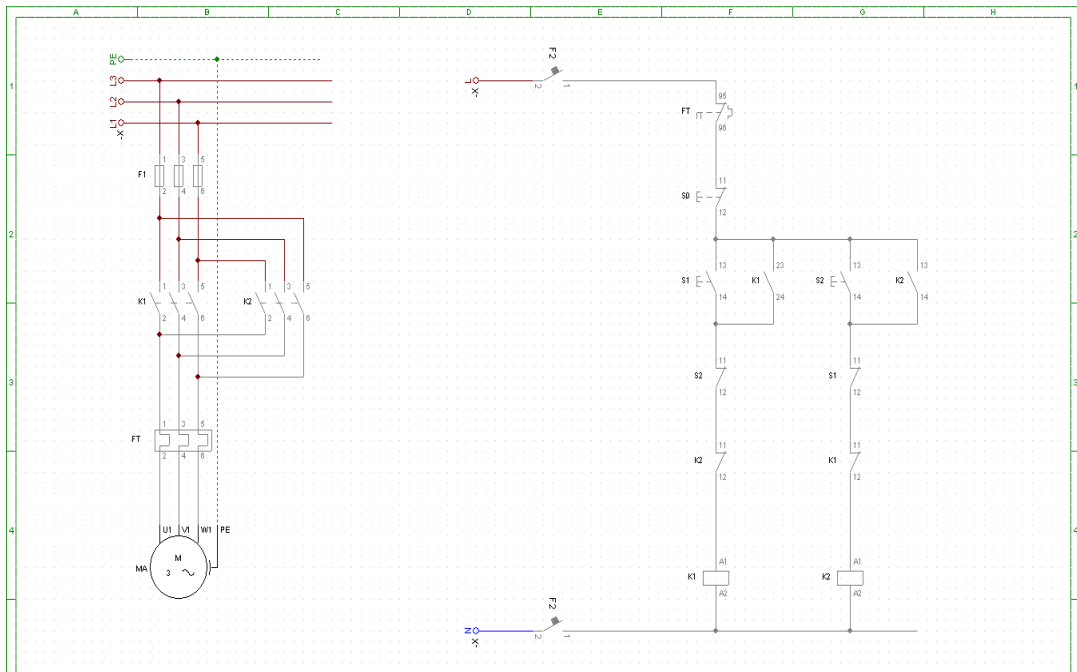 A B C D E F G H
1 1
2 2
3 3
4 4
PE
L3
L2
L1
-X
F1
1 3 5
2 4 6
K1
1 3 5
2 4 6
K2
1 3 5
2 4 6
FT
1 3 5
2 4 6
U1 V1 W1 PE
MA
M
3
L
-X
F2
2 1
95
FT
96
11
S0
12
13
S1
14
23
K1
24
13
S2
14
13
K2
14
11
S2
12
11
S1
12
11
K2
12
11
K1
12
A1
K1
A2
A1
K2
A2
N
-X
F2
2 1